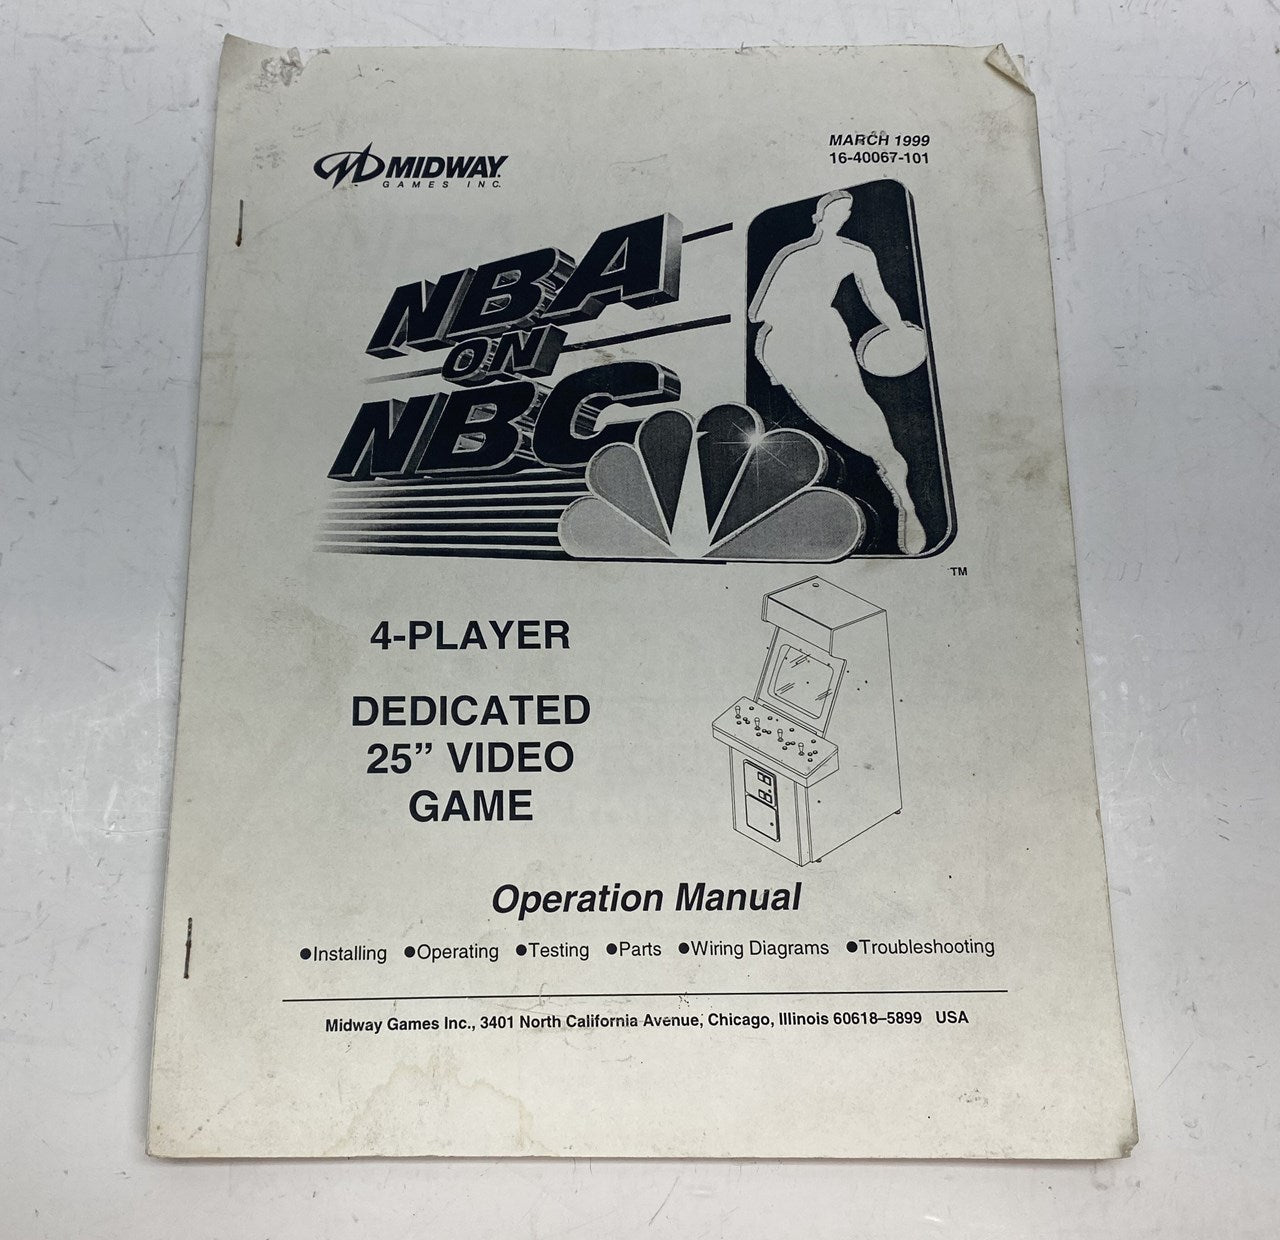 MIDWAY
GAMES INC.
MARCH 1999
16-40067-101
NBA
ON
NBC
TM
4-PLAYER
DEDICATED
25” VIDEO
GAME
Operation Manual
●Installing ●Operating ●Testing ●Parts ●Wiring Diagrams ●Troubleshooting
Midway Games Inc., 3401 North California Avenue, Chicago, Illinois 60618–5899 USA